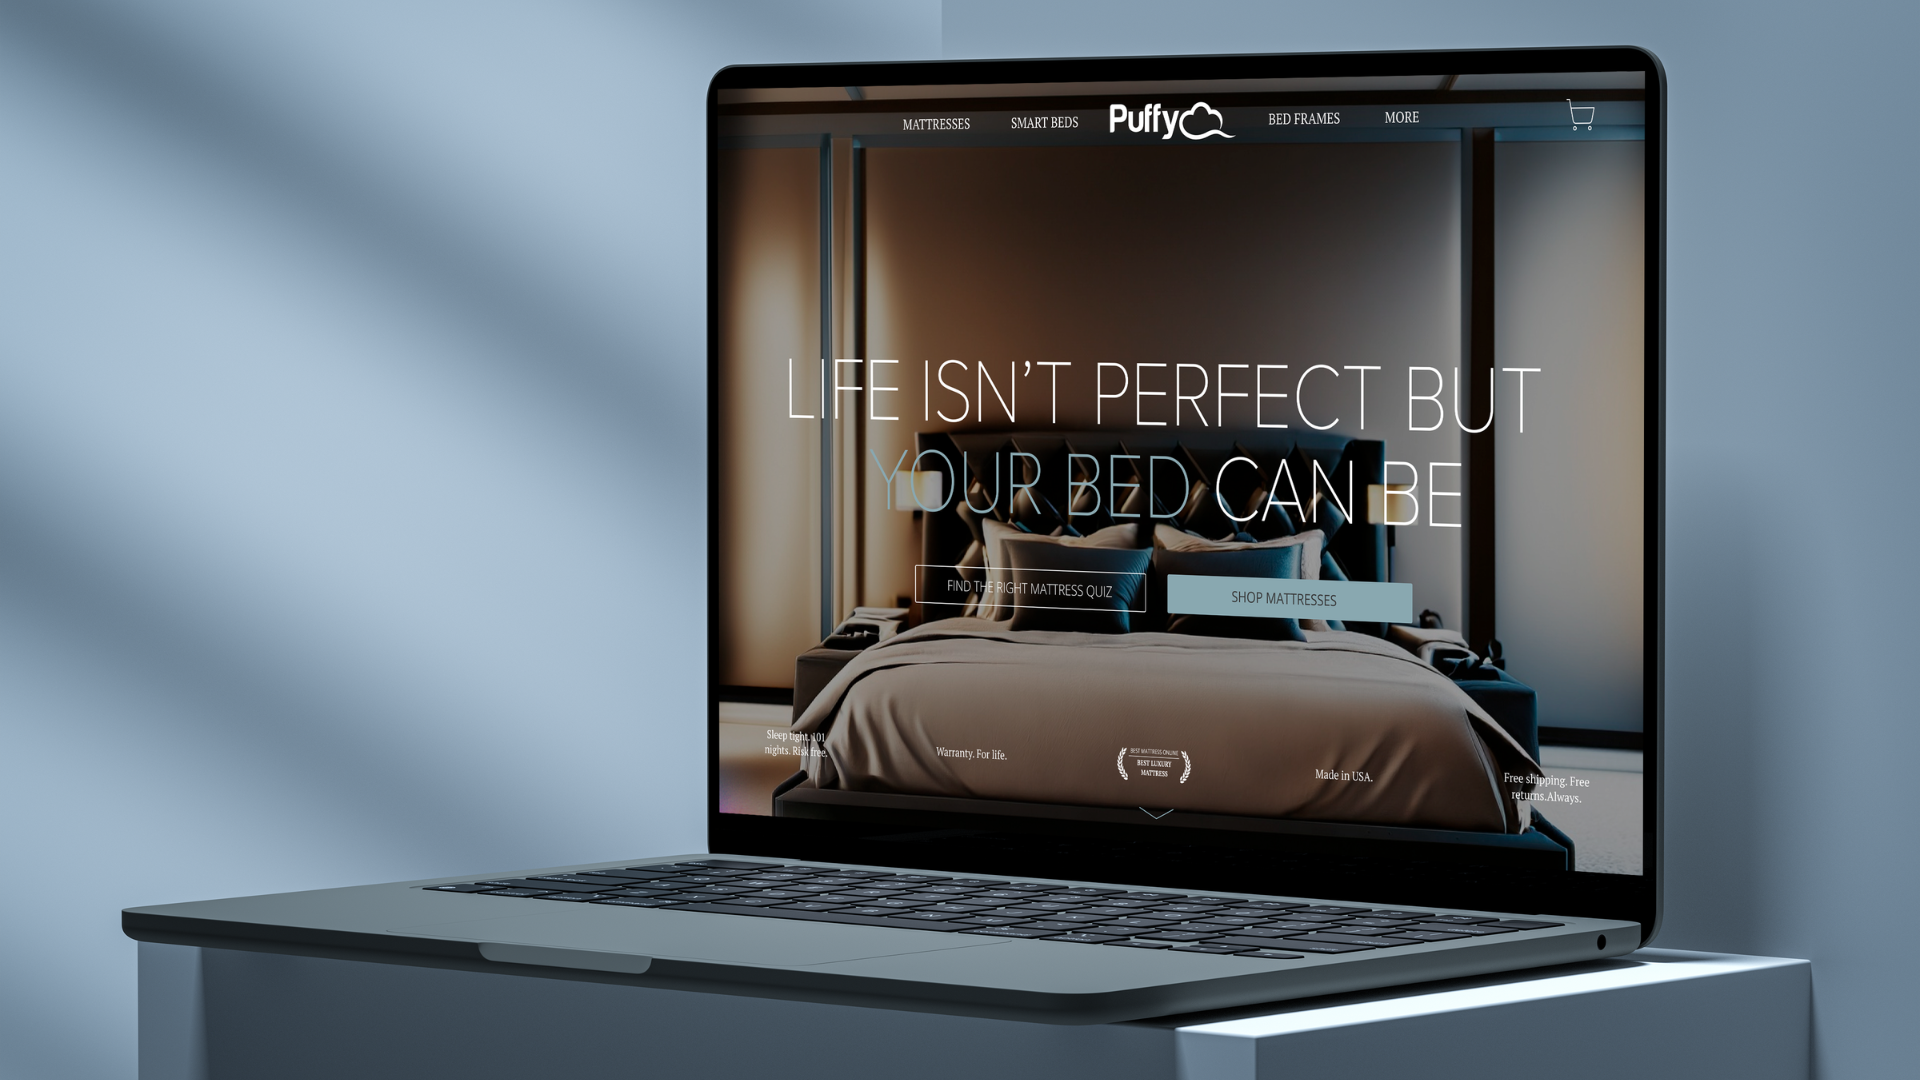 MATTRESSES
SMART BEDS
Puffy
BED FRAMES
MORE
LIFE ISN’T PERFECT BUT
YOUR BED CAN BE
FIND THE RIGHT MATTRESS QUIZ
SHOP MATTRESSES
Sleep tight. 101
nights. Risk free.
Warranty. For life.
BEST MATTRESS ONLINE
BEST LUXURY
MATTRESS
Made in USA.
Free shipping. Free
returns.Always.